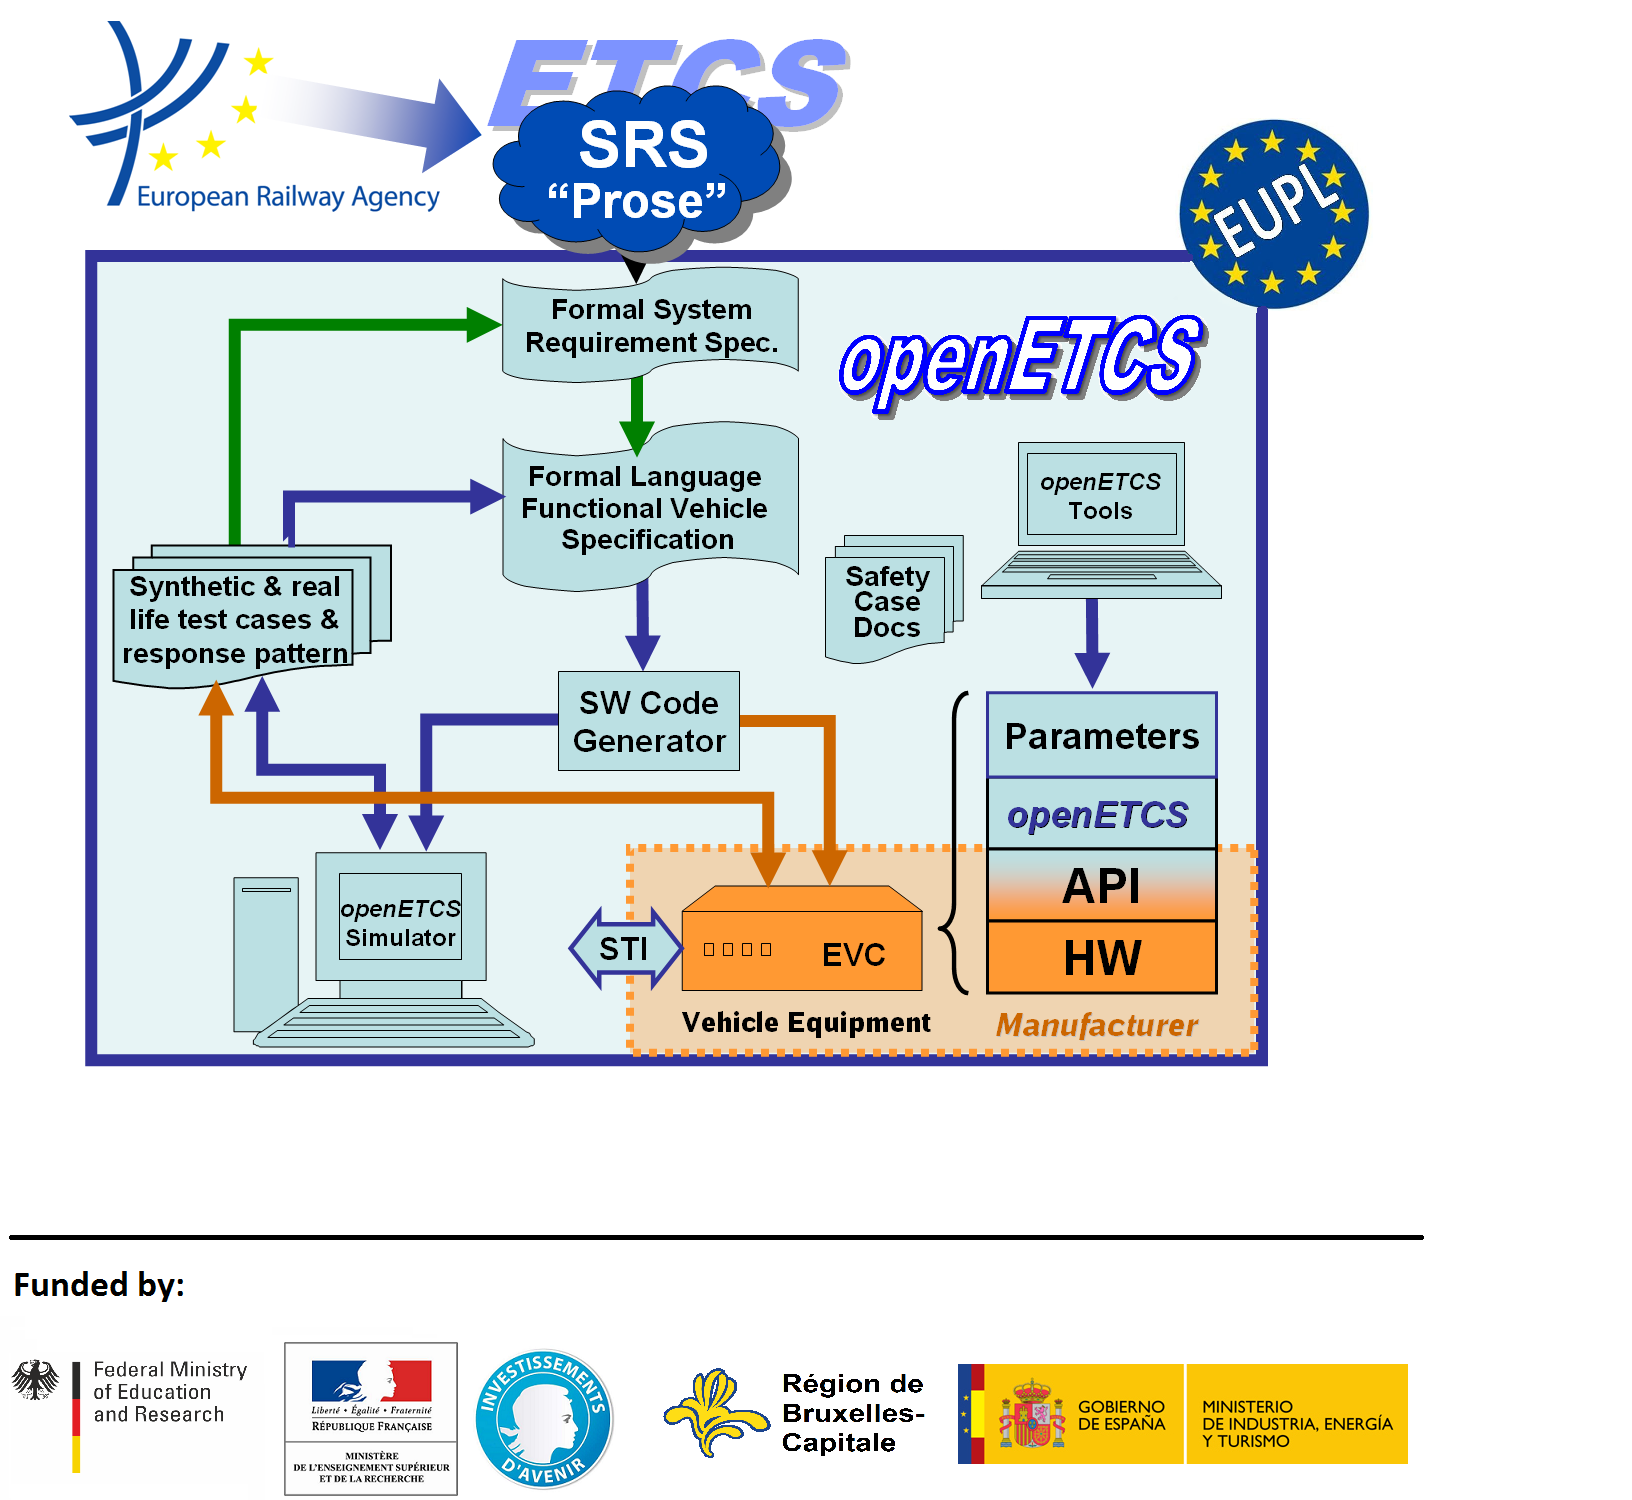 ETCS
SRS
“Prose”
European Railway Agency
EUPL
Formal System
Requirement Spec.
openETCS
Formal Language
Functional Vehicle
Specification
openETCS
Tools
Synthetic & real
life test cases &
response pattern
Safety
Case
Docs
SW Code
Generator
Parameters
openETCS
API
HW
openETCS
Simulator
STI
EVC
Vehicle Equipment
Manufacturer
Funded by:
Federal Ministry
of Education
and Research
Liberté • Égalité • Fraternité
RÉPUBLIQUE FRANÇAISE
MINISTÈRE
DE L'ENSEIGNEMENT SUPÉRIEUR
ET DE LA RECHERCHE
INVESTISSEMENTS
D'AVENIR
Région de
Bruxelles-
Capitale
GOBIERNO
DE ESPAÑA
MINISTERIO
DE INDUSTRIA, ENERGÍA
Y TURISMO